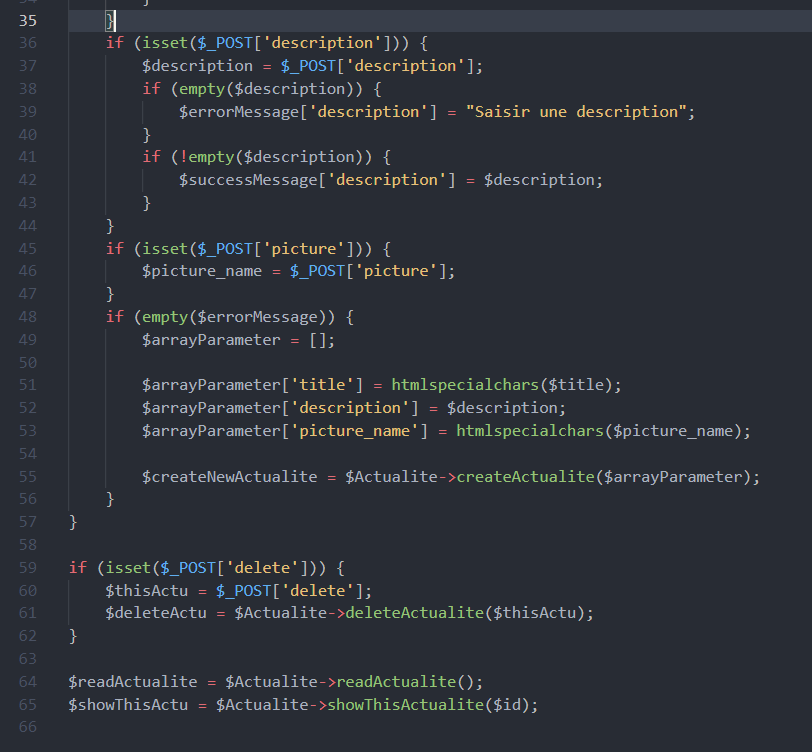 34 }
35 }
36 if (isset($_POST['description'])) {
37 $description = $_POST['description'];
38 if (empty($description)) {
39 $errorMessage['description'] = "Saisir une description";
40 }
41 if (!empty($description)) {
42 $successMessage['description'] = $description;
43 }
44 }
45 if (isset($_POST['picture'])) {
46 $picture_name = $_POST['picture'];
47 }
48 if (empty($errorMessage)) {
49 $arrayParameter = [];
50
51 $arrayParameter['title'] = htmlspecialchars($title);
52 $arrayParameter['description'] = $description;
53 $arrayParameter['picture_name'] = htmlspecialchars($picture_name);
54
55 $createNewActualite = $Actualite->createActualite($arrayParameter);
56 }
57 }
58
59 if (isset($_POST['delete'])) {
60 $thisActu = $_POST['delete'];
61 $deleteActu = $Actualite->deleteActualite($thisActu);
62 }
63
64 $readActualite = $Actualite->readActualite();
65 $showThisActu = $Actualite->showThisActualite($id);
66